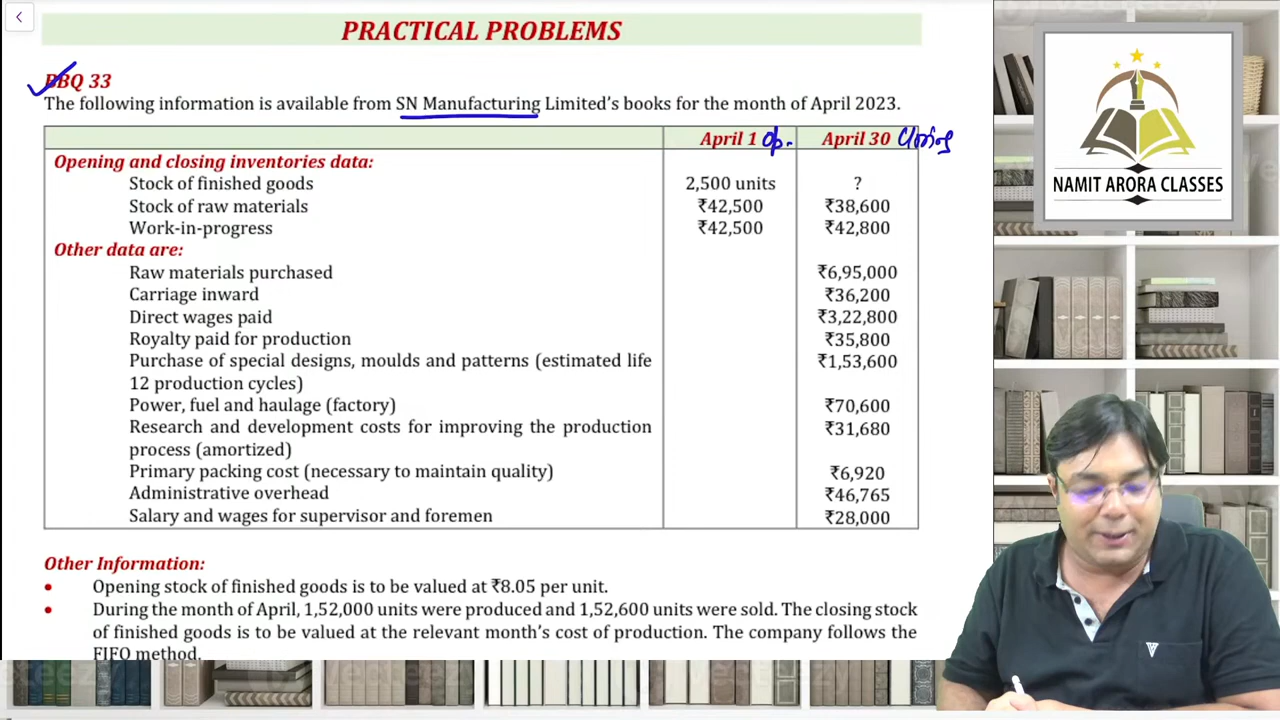 PRACTICAL PROBLEMS
BBQ 33
The following information is available from SN Manufacturing Limited's books for the month of April 2023.
April 1 op. April 30 closing
Opening and closing inventories data:
Stock of finished goods 2,500 units ?
Stock of raw materials ₹42,500 ₹38,600
Work-in-progress ₹42,500 ₹42,800
Other data are:
Raw materials purchased ₹6,95,000
Carriage inward ₹36,200
Direct wages paid ₹3,22,800
Royalty paid for production ₹35,800
Purchase of special designs, moulds and patterns (estimated life ₹1,53,600
12 production cycles)
Power, fuel and haulage (factory) ₹70,600
Research and development costs for improving the production ₹31,680
process (amortized)
Primary packing cost (necessary to maintain quality) ₹6,920
Administrative overhead ₹46,765
Salary and wages for supervisor and foremen ₹28,000
Other Information:
• Opening stock of finished goods is to be valued at ₹8.05 per unit.
• During the month of April, 1,52,000 units were produced and 1,52,600 units were sold. The closing stock
of finished goods is to be valued at the relevant month's cost of production. The company follows the
FIFO method.
NAMIT ARORA CLASSES